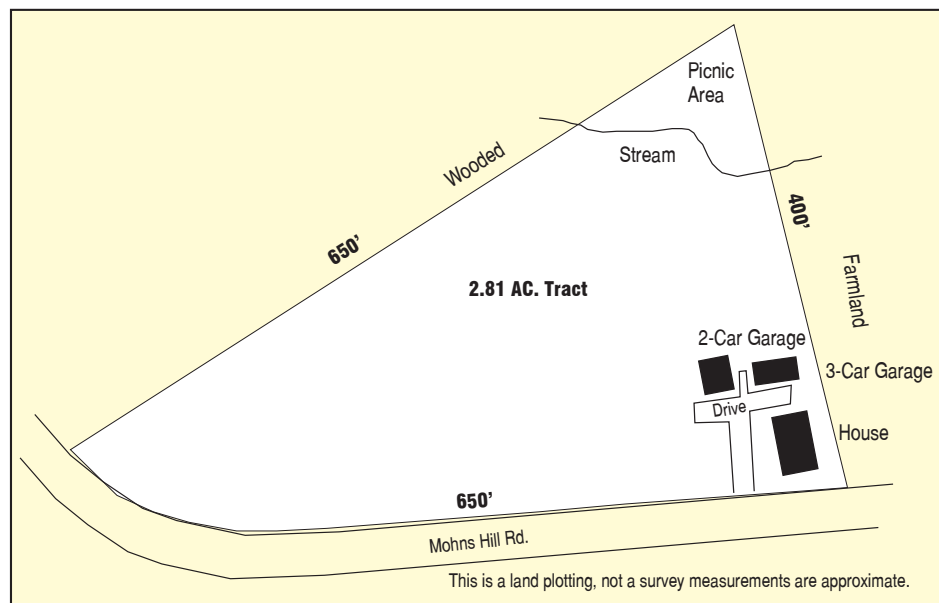 Picnic
Area
Wooded
Stream
650’
400’
Farmland
2.81 AC. Tract
2-Car Garage
3-Car Garage
Drive
House
650’
Mohns Hill Rd.
This is a land plotting, not a survey measurements are approximate.